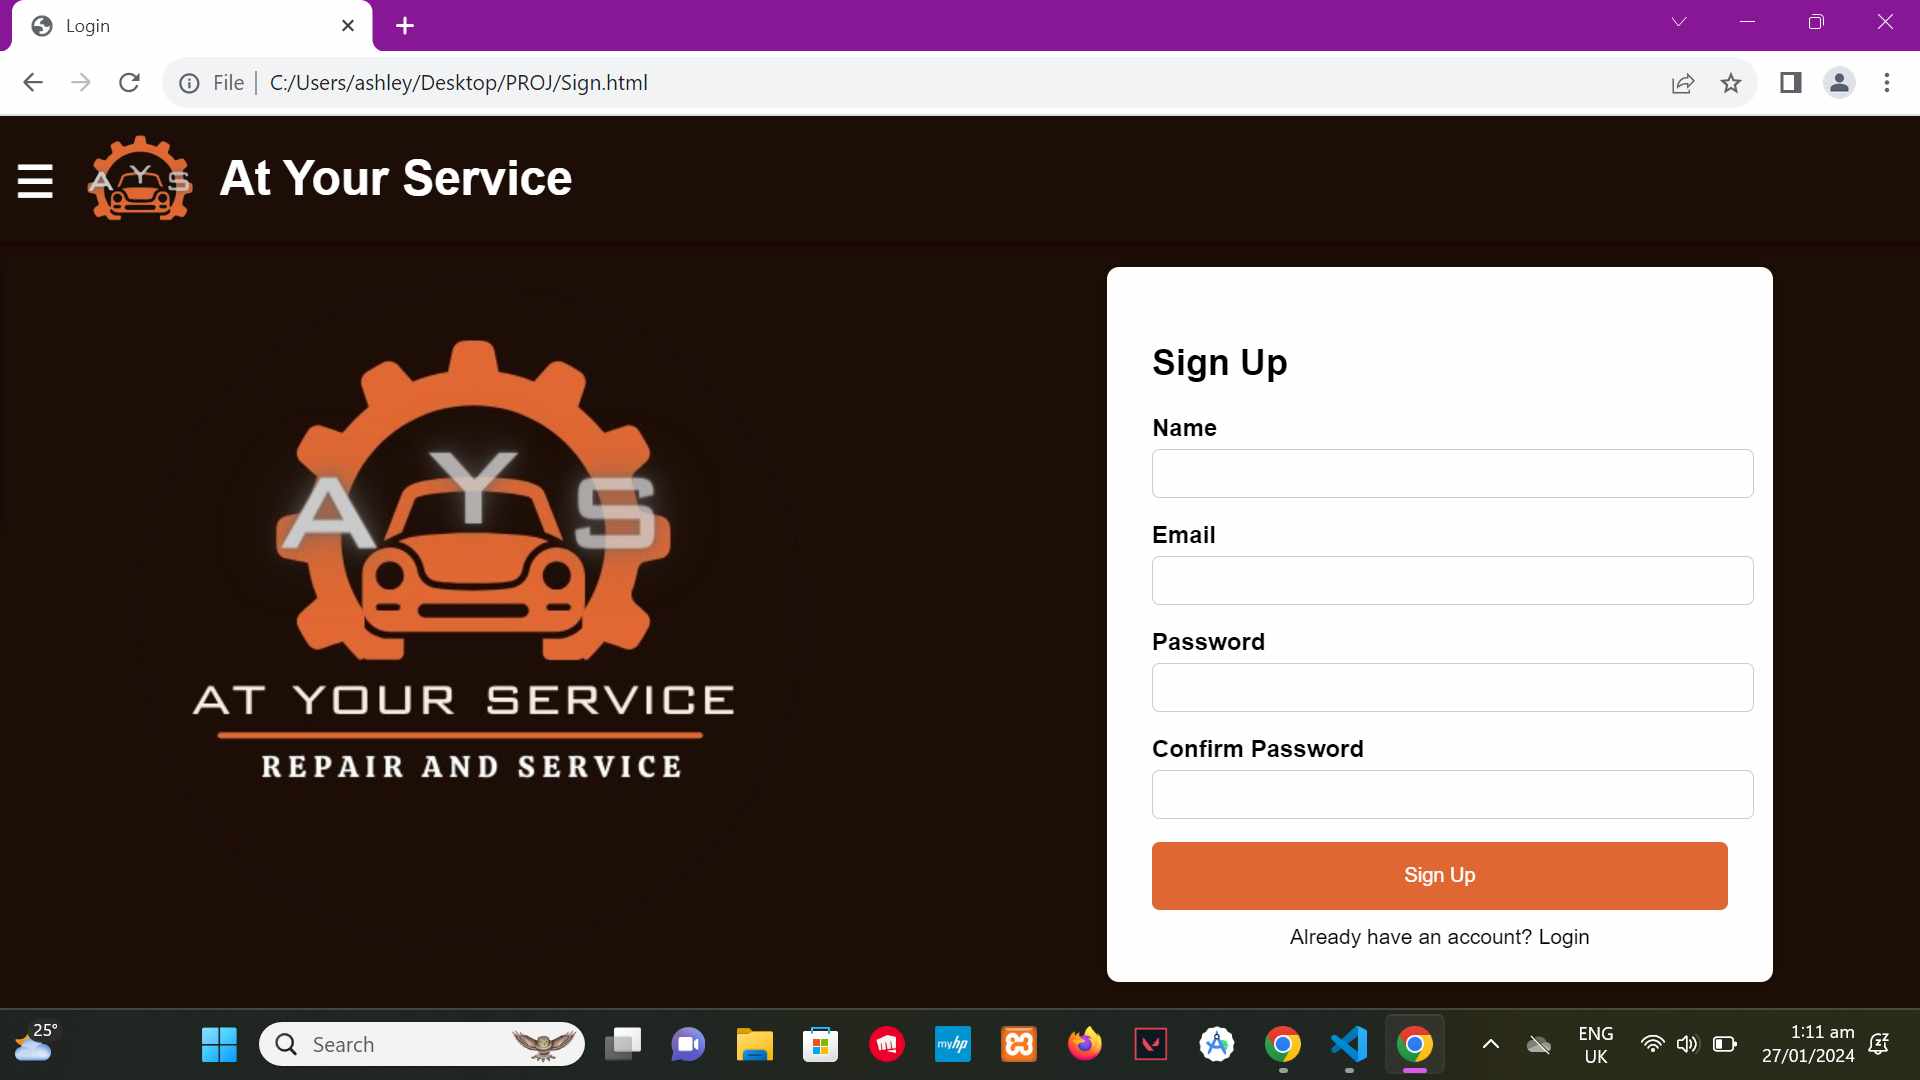 Login
File
C:/Users/ashley/Desktop/PROJ/Sign.html
A Y S
At Your Service
A Y S
AT YOUR SERVICE
REPAIR AND SERVICE
Sign Up
Name
Email
Password
Confirm Password
Sign Up
Already have an account? Login
25°
Search
myhp
ENG
UK
1:11 am
27/01/2024